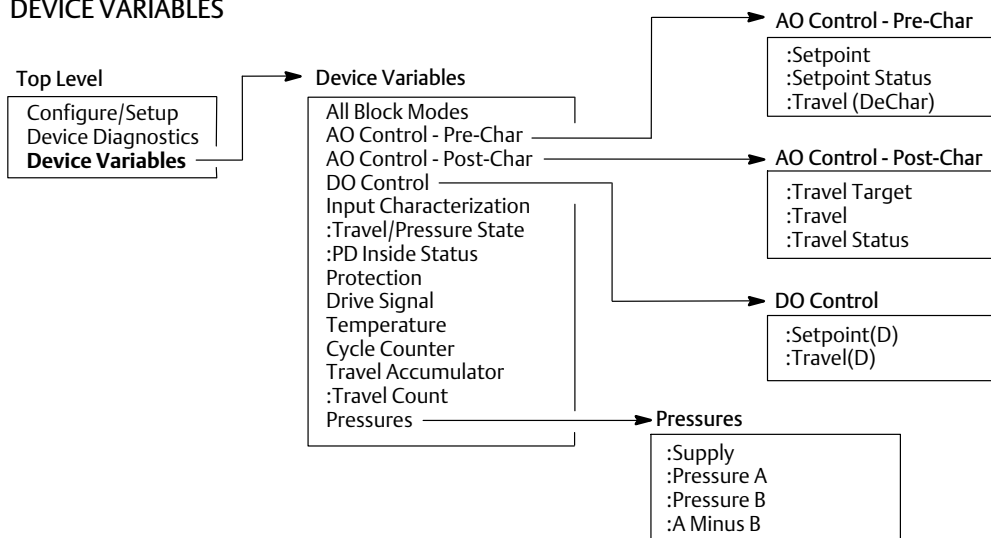 DEVICE VARIABLES
Top Level
Configure/Setup
Device Diagnostics
Device Variables
Device Variables
All Block Modes
AO Control - Pre-Char
AO Control - Post-Char
DO Control
Input Characterization
:Travel/Pressure State
:PD Inside Status
Protection
Drive Signal
Temperature
Cycle Counter
Travel Accumulator
:Travel Count
Pressures
AO Control - Pre-Char
:Setpoint
:Setpoint Status
:Travel (DeChar)
AO Control - Post-Char
:Travel Target
:Travel
:Travel Status
DO Control
:Setpoint(D)
:Travel(D)
Pressures
:Supply
:Pressure A
:Pressure B
:A Minus B